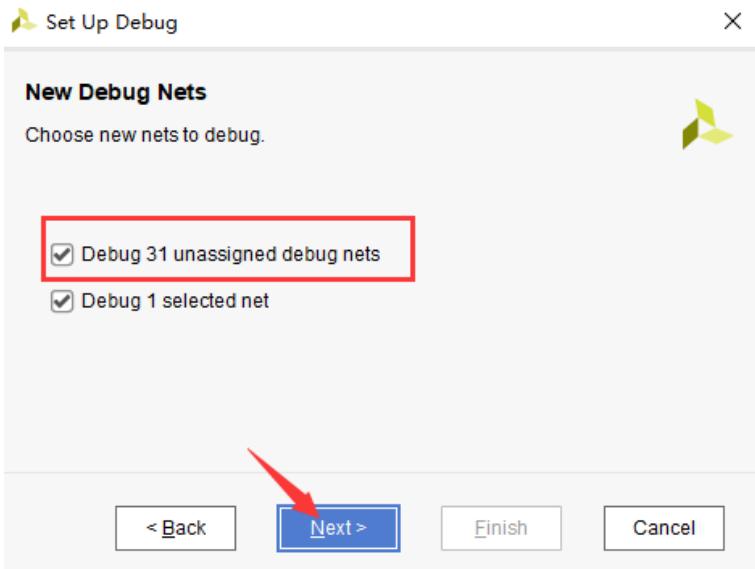 Set Up Debug
New Debug Nets
Choose new nets to debug.
Debug 31 unassigned debug nets
Debug 1 selected net
< Back Next > Finish Cancel